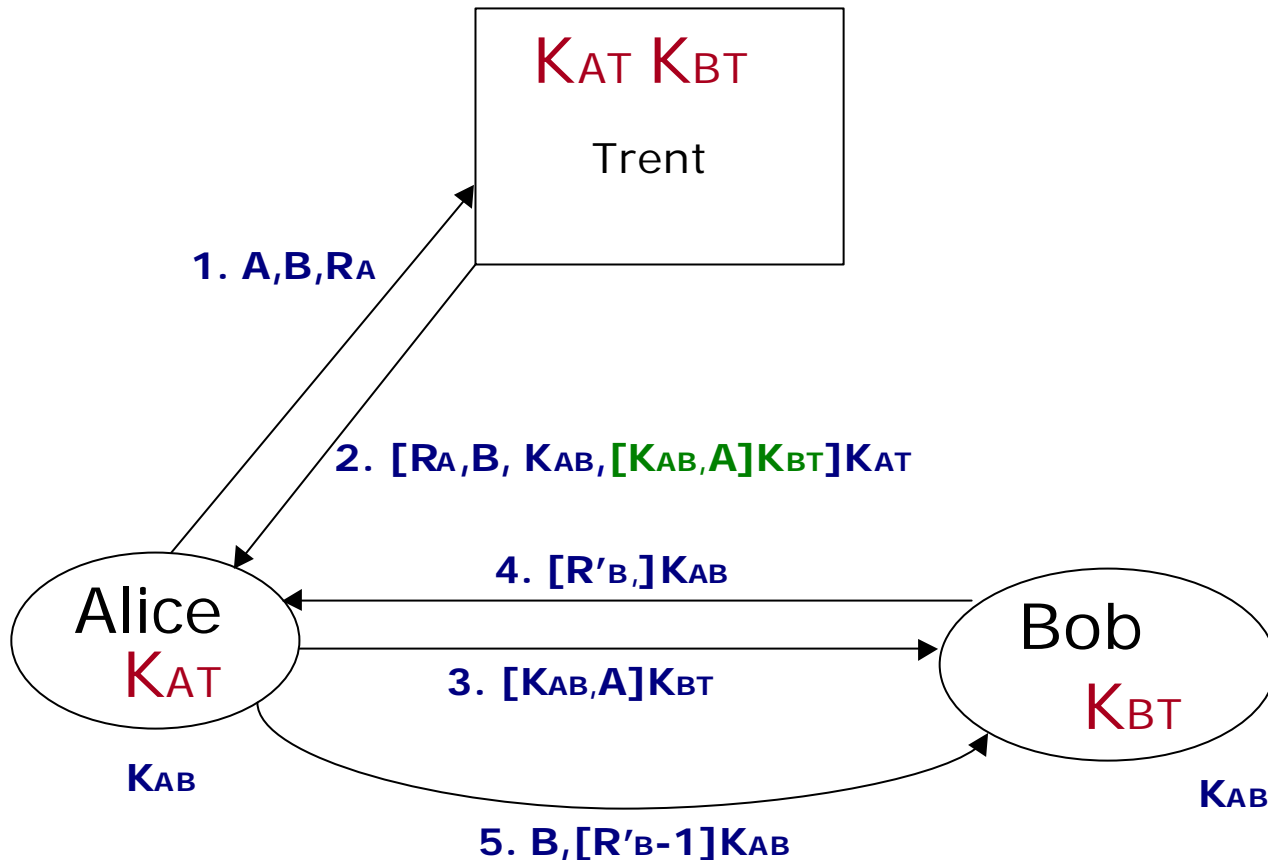 KAT KBT
Trent
1. A,B,RA
2. [RA,B, KAB,[KAB,A]KBT]KAT
4. [R'B,]KAB
Alice
KAT
Bob
KBT
3. [KAB,A]KBT
KAB
KAB
5. B,[R'B-1]KAB